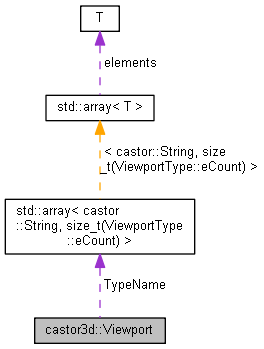 T
elements
std::array< T >
< castor::String, size
_t(ViewportType::eCount) >
std::array< castor
::String, size_t(ViewportType
::eCount) >
TypeName
castor3d::Viewport